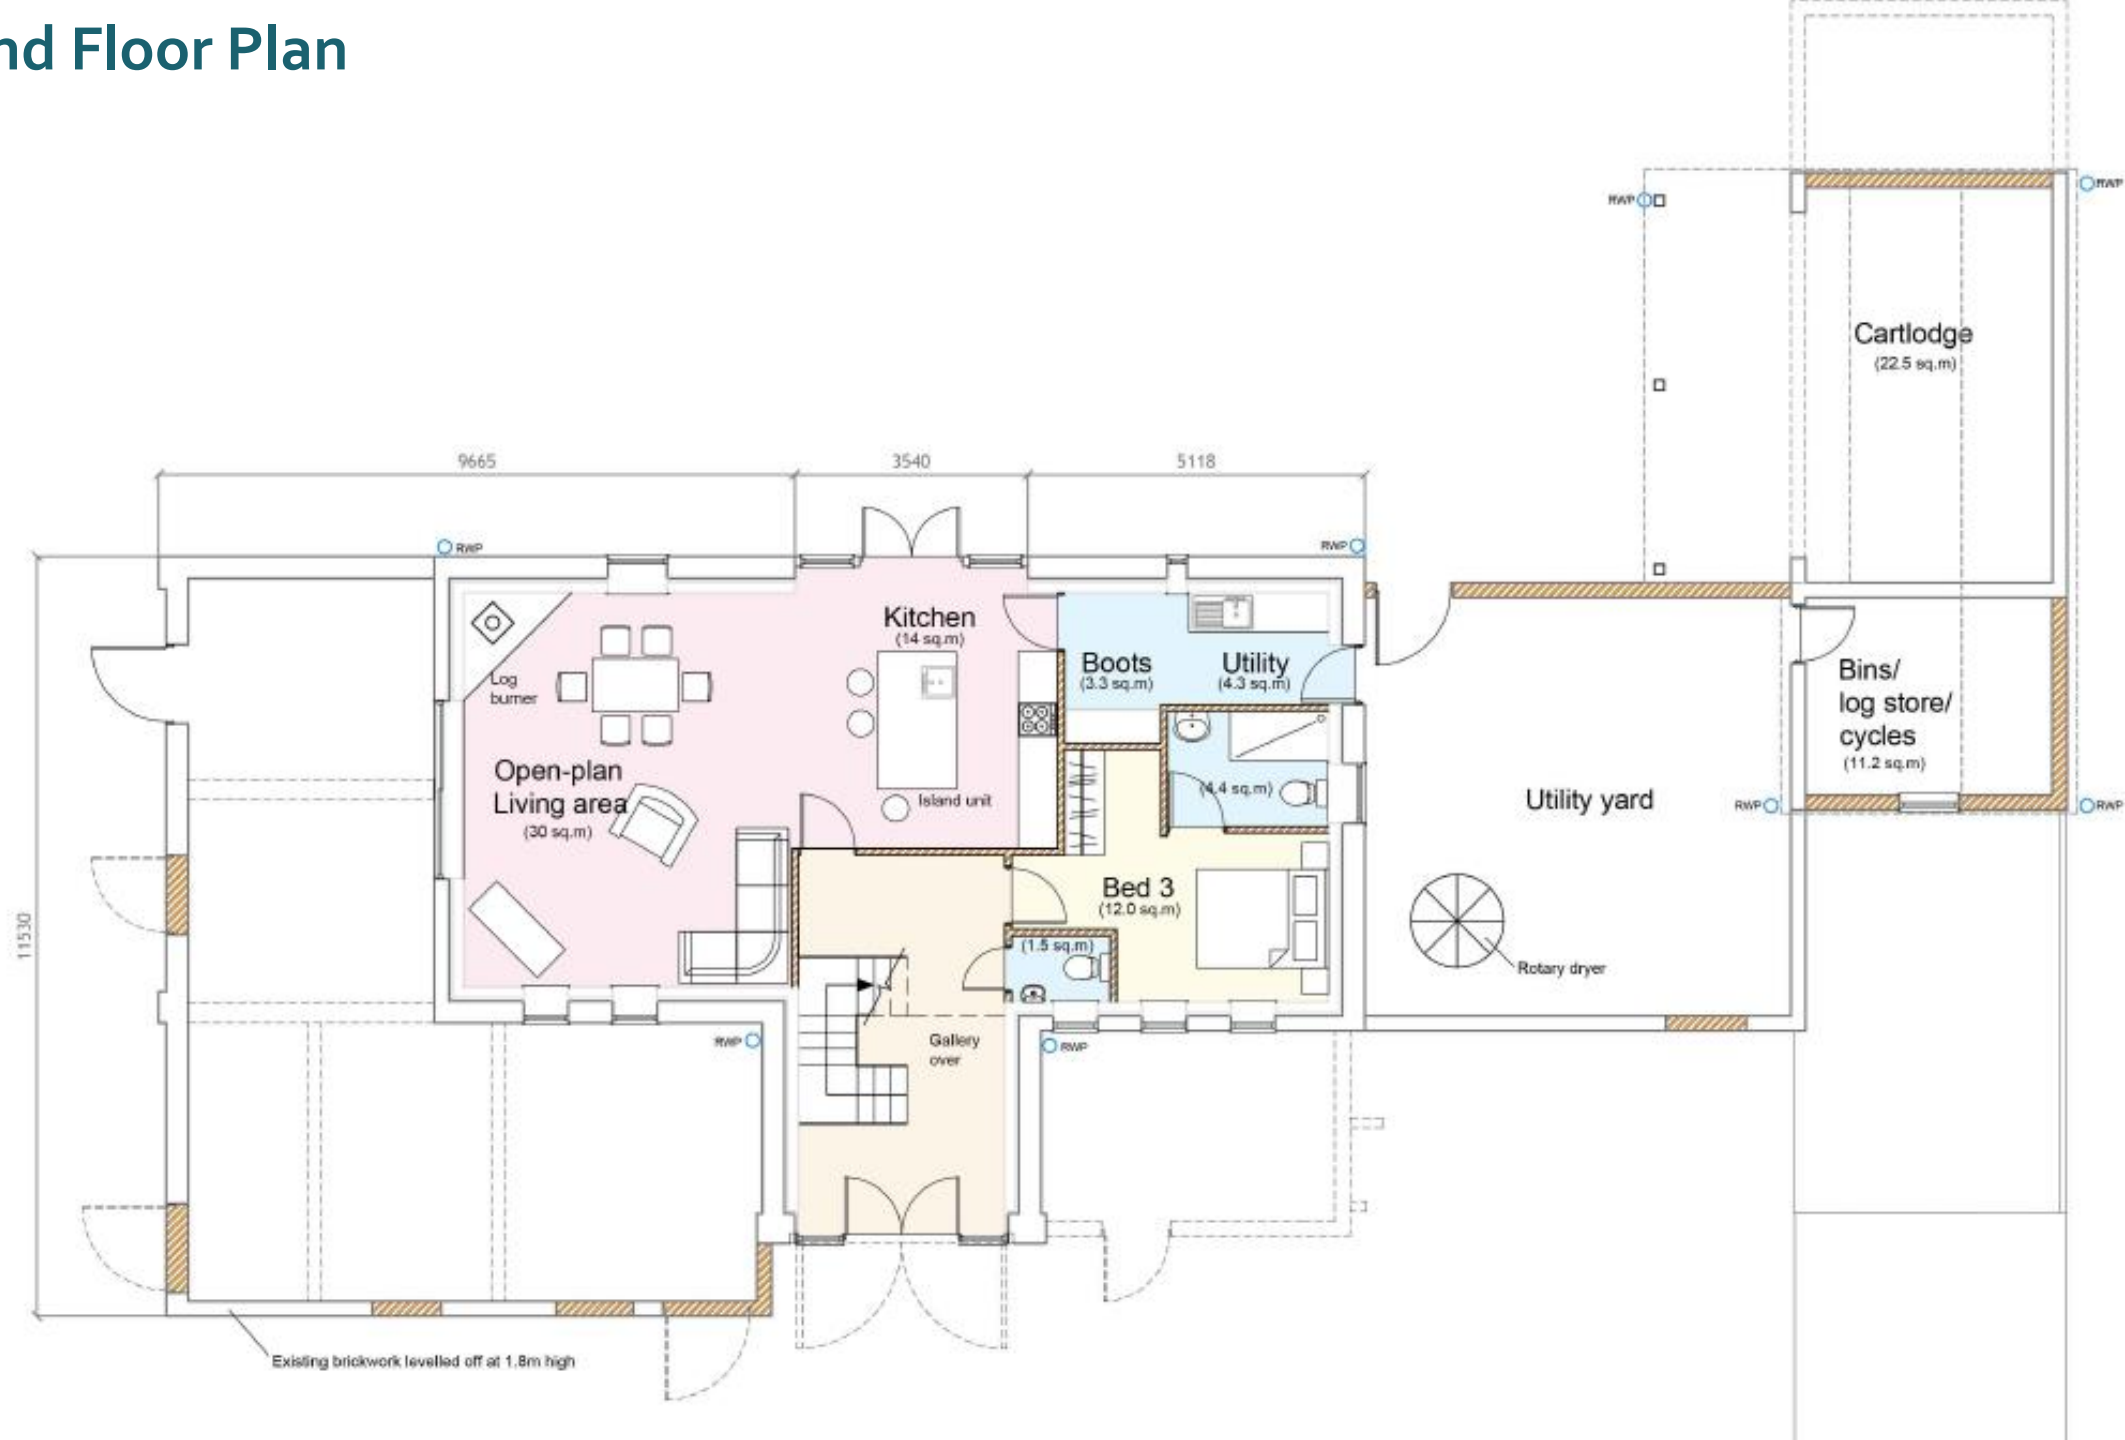 nd Floor Plan
RWP
RWP
Cartlodge
(22.5 sq.m)
9665
3540
5118
RWP
RWP
Kitchen
(14 sq.m)
Log
burner
Boots
(3.3 sq.m)
Utility
(4.3 sq.m)
Bins/
log store/
cycles
(11.2 sq.m)
Open-plan
Living area
(30 sq.m)
Island unit
(4.4 sq.m)
Utility yard
RWP
RWP
Bed 3
(12.0 sq.m)
11530
(1.5 sq.m)
Rotary dryer
RWP
Gallery
over
RWP
Existing brickwork levelled off at 1.8m high